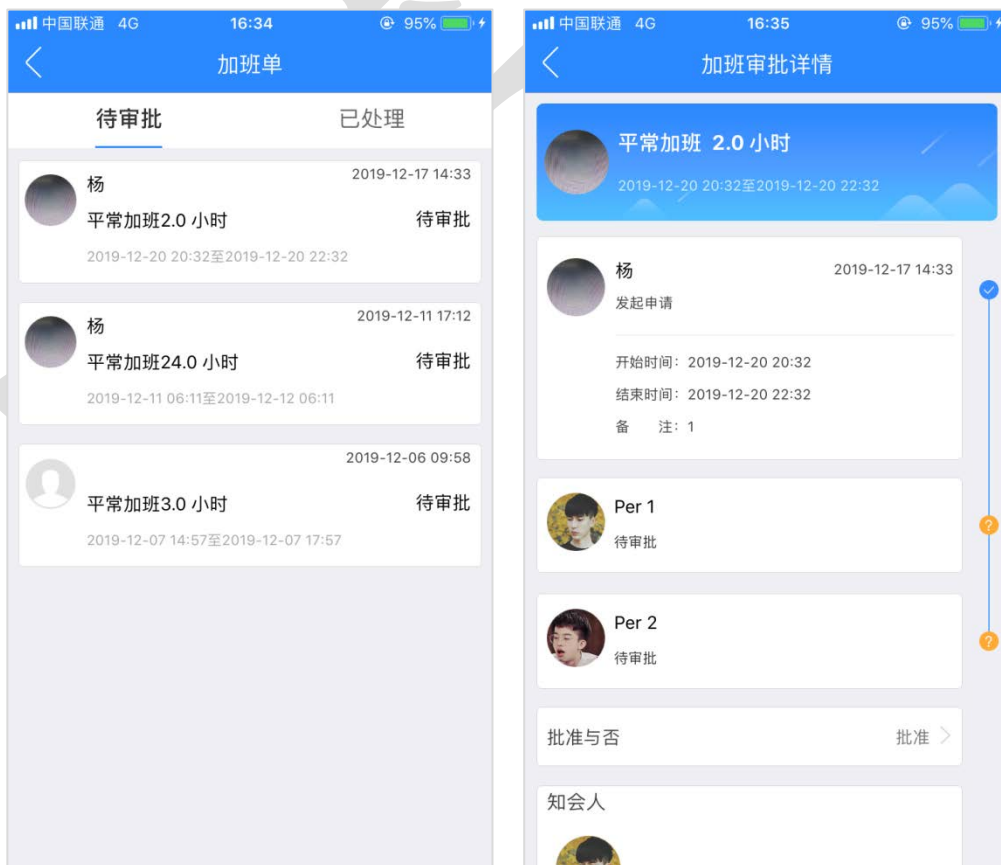 中国联通 4G 16:34 95%
加班单
待审批 已处理
杨 2019-12-17 14:33
平常加班2.0 小时 待审批
2019-12-20 20:32至2019-12-20 22:32
杨 2019-12-11 17:12
平常加班24.0 小时 待审批
2019-12-11 06:11至2019-12-12 06:11
2019-12-06 09:58
平常加班3.0 小时 待审批
2019-12-07 14:57至2019-12-07 17:57
中国联通 4G 16:35 95%
加班审批详情
平常加班 2.0 小时
2019-12-20 20:32至2019-12-20 22:32
杨 2019-12-17 14:33
发起申请
开始时间：2019-12-20 20:32
结束时间：2019-12-20 22:32
备 注：1
Per 1
待审批
?
Per 2
待审批
?
批准与否 批准
知会人